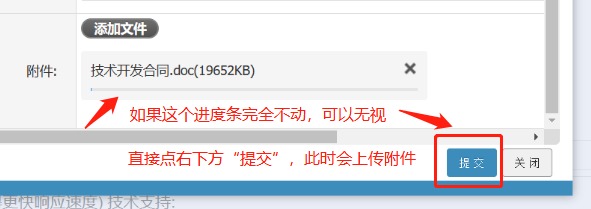 添加文件
附件:
技术开发合同.doc(19652KB)
如果这个进度条完全不动，可以无视
直接点右下方“提交”，此时会上传附件
提 交
关 闭
更快响应速度) 技术支持: